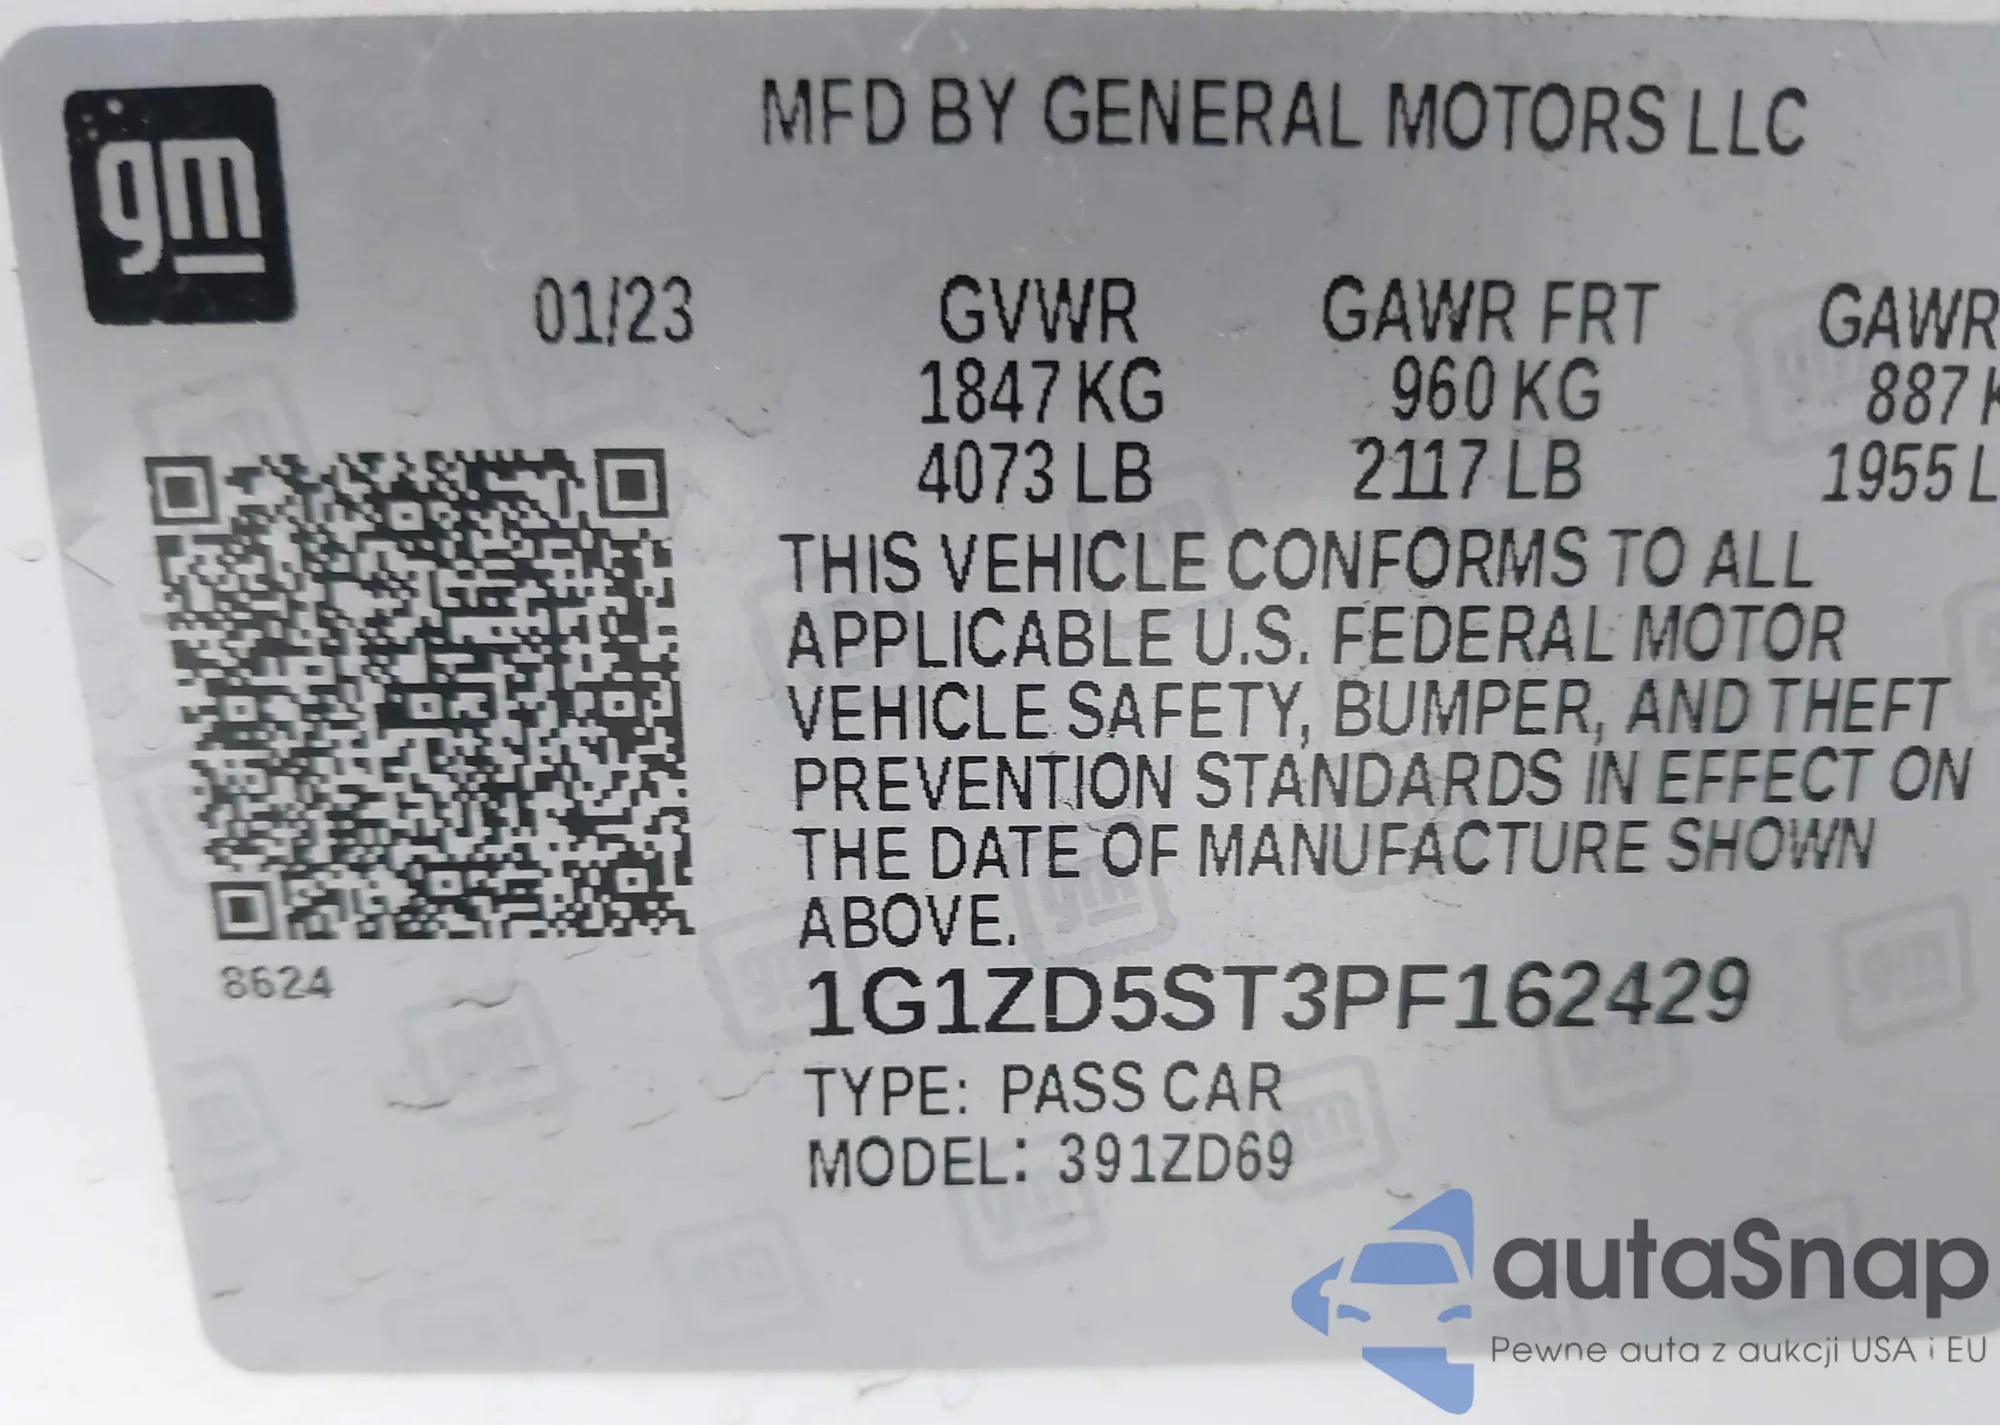 gm
MFD BY GENERAL MOTORS LLC
01/23 GVWR GAWR FRT GAWR
1847 KG 960 KG 887 K
4073 LB 2117 LB 1955 L
THIS VEHICLE CONFORMS TO ALL
APPLICABLE U.S. FEDERAL MOTOR
VEHICLE SAFETY, BUMPER, AND THEFT
PREVENTION STANDARDS IN EFFECT ON
THE DATE OF MANUFACTURE SHOWN
ABOVE.
8624
1G1ZD5ST3PF162429
TYPE: PASS CAR
MODEL: 391ZD69
autaSnap
Pewne auta z aukcji USA i EU